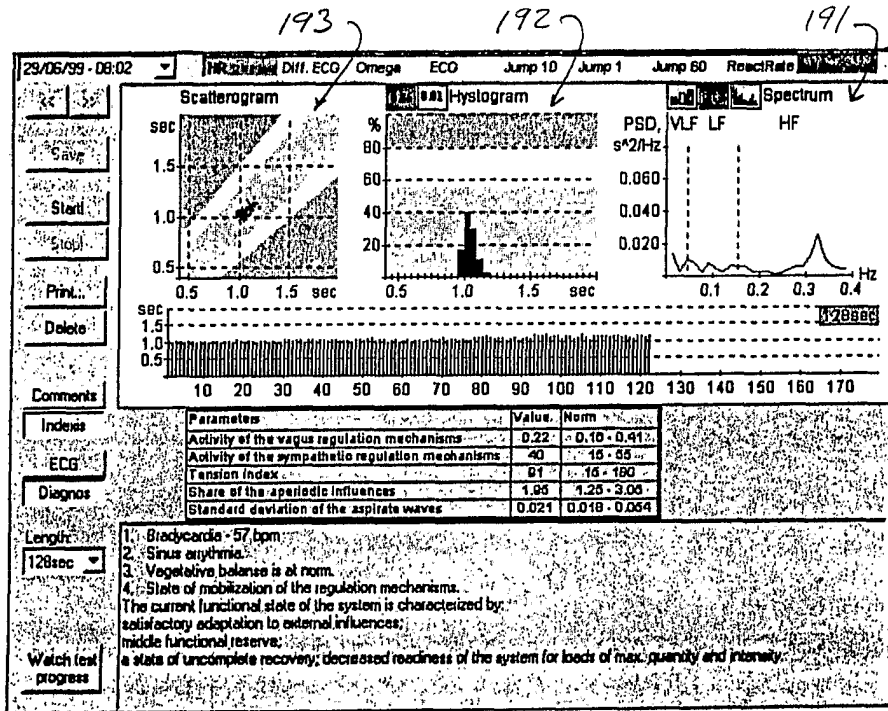 193 192 191
29/06/99 - 08:02 Diff. ECG Omega ECG Jump 10 Jump 1 Jump 60 ReactRate
Scatterogram 0.01 Hystogram Spectrum
sec % PSD, VLF LF HF
s^2/Hz
Save
1.5 80 0.060
60
Start! 1.0 40 0.040
Stop! 20 0.020
0.5 Hz
0.5 1.0 1.5 sec 0.5 1.0 1.5 sec 0.1 0.2 0.3 0.4
Print...
Delete
sec 128sec
1.5
1.0
0.5
10 20 30 40 50 60 70 80 90 100 110 120 130 140 150 160 170
Comments
Indexis
ECG
Diagnos
Parameters Value. Norm
Activity of the vagus regulation mechanisms 0.22 0.16 - 0.41
Activity of the sympathetic regulation mechanisms 40 15 - 55
Tension index 91 15 - 180
Share of the aperiodic influences 1.95 1.25 - 3.05
Standard deviation of the aspirate waves 0.021 0.018 - 0.054
Length:
128sec
1. Bradycardia - 57 bpm
2. Sinus arrythmia.
3. Vegetative balanse is at norm.
4. State of mobilization of the regulation mechanisms.
The current functional state of the system is characterized by:
satisfactory adaptation to external influences;
middle functional reserve;
a state of uncomplete recovery; decreased readiness of the system for loads of max. quantity and intensity.
Watch test
progress